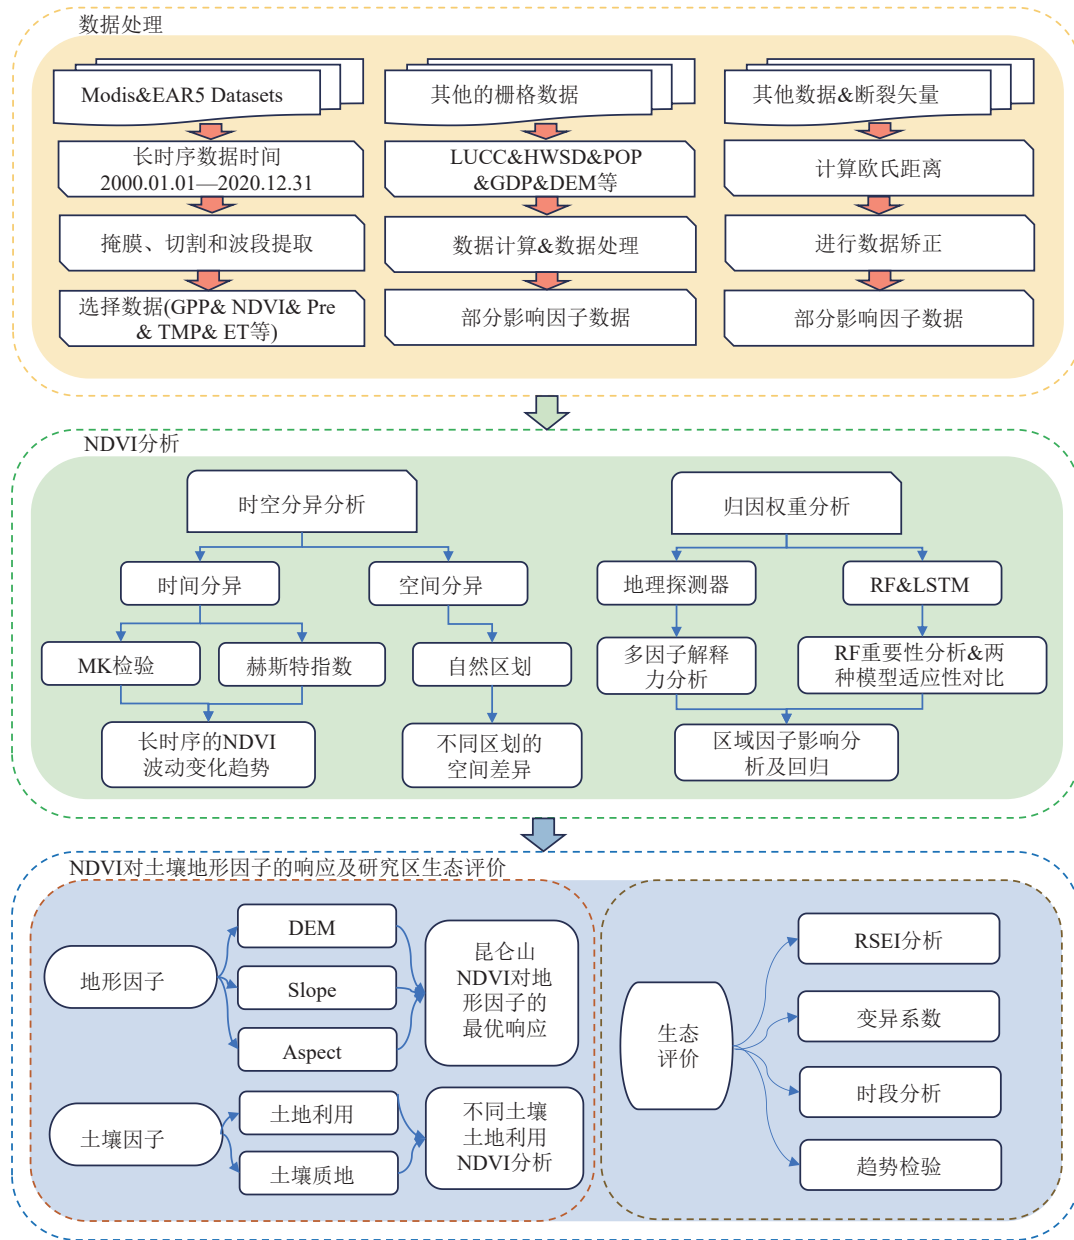 数据处理
Modis&EAR5 Datasets
长时序数据时间
2000.01.01—2020.12.31
掩膜、切割和波段提取
选择数据(GPP& NDVI& Pre
& TMP& ET等)
其他的栅格数据
LUCC&HWSD&POP
&GDP&DEM等
数据计算&数据处理
部分影响因子数据
其他数据&断裂矢量
计算欧氏距离
进行数据矫正
部分影响因子数据
NDVI分析
时空分异分析
时间分异
空间分异
MK检验
赫斯特指数
自然区划
长时序的NDVI
波动变化趋势
不同区划的
空间差异
归因权重分析
地理探测器
RF&LSTM
多因子解释
力分析
RF重要性分析&两
种模型适应性对比
区域因子影响分
析及回归
NDVI对土壤地形因子的响应及研究区生态评价
地形因子
DEM
Slope
Aspect
昆仑山
NDVI对地
形因子的
最优响应
土壤因子
土地利用
土壤质地
不同土壤
土地利用
NDVI分析
生态
评价
RSEI分析
变异系数
时段分析
趋势检验